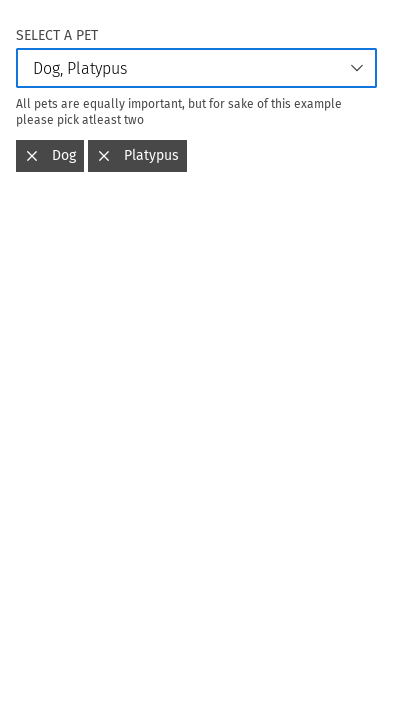 SELECT A PET
Dog, Platypus
All pets are equally important, but for sake of this example
please pick atleast two
Dog Platypus